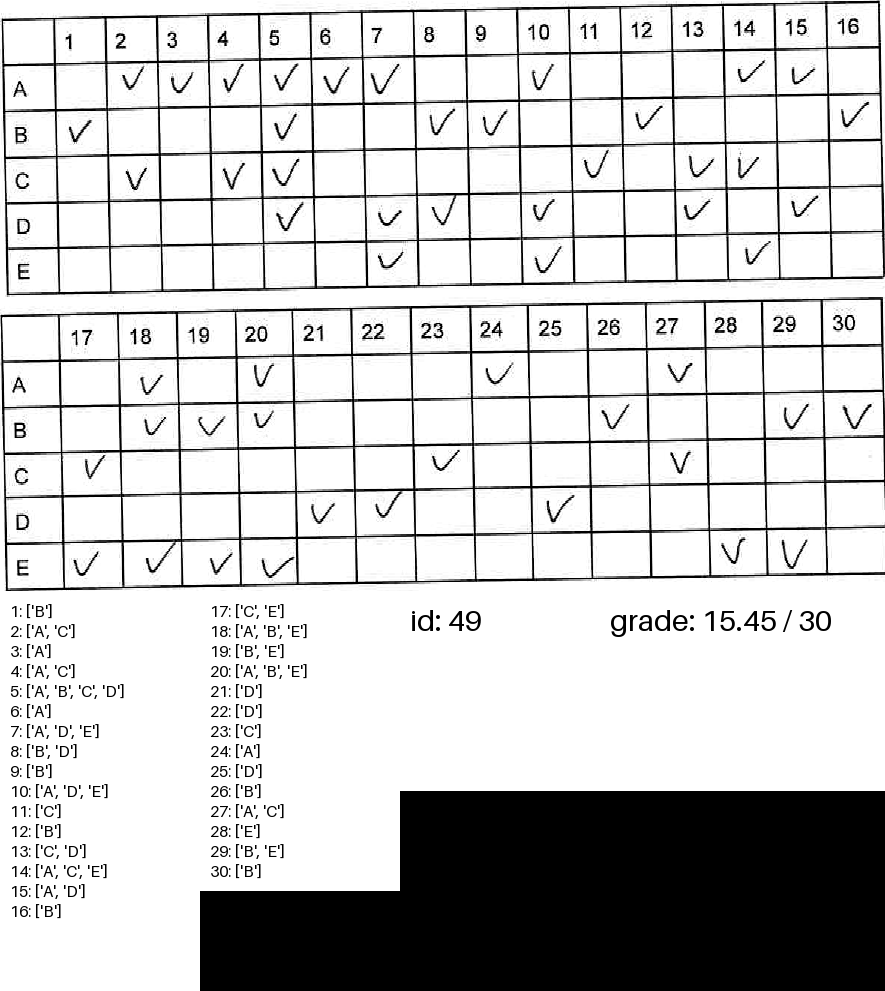 1 2 3 4 5 6 7 8 9 10 11 12 13 14 15 16
A ✓ ✓ ✓ ✓ ✓ ✓ ✓ ✓ ✓
B ✓ ✓ ✓ ✓ ✓ ✓
C ✓ ✓ ✓ ✓ ✓ ✓
D ✓ ✓ ✓ ✓ ✓ ✓
E ✓ ✓ ✓
17 18 19 20 21 22 23 24 25 26 27 28 29 30
A ✓ ✓ ✓ ✓
B ✓ ✓ ✓ ✓ ✓ ✓
C ✓ ✓ ✓
D ✓ ✓ ✓
E ✓ ✓ ✓ ✓ ✓ ✓
1: ['B']
2: ['A', 'C']
3: ['A']
4: ['A', 'C']
5: ['A', 'B', 'C', 'D']
6: ['A']
7: ['A', 'D', 'E']
8: ['B', 'D']
9: ['B']
10: ['A', 'D', 'E']
11: ['C']
12: ['B']
13: ['C', 'D']
14: ['A', 'C', 'E']
15: ['A', 'D']
16: ['B']
17: ['C', 'E']
18: ['A', 'B', 'E']
19: ['B', 'E']
20: ['A', 'B', 'E']
21: ['D']
22: ['D']
23: ['C']
24: ['A']
25: ['D']
26: ['B']
27: ['A', 'C']
28: ['E']
29: ['B', 'E']
30: ['B']
id: 49
grade: 15.45 / 30